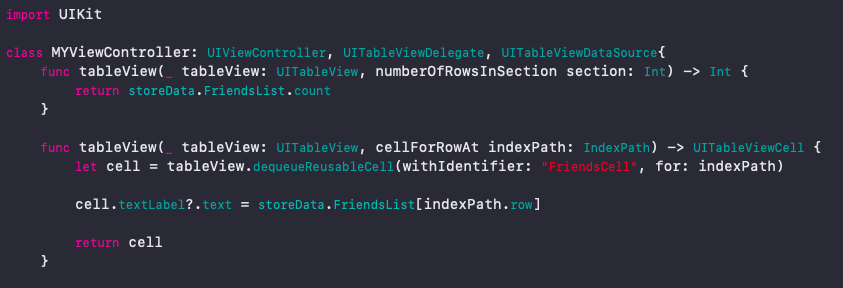 import UIKit
class MYViewController: UIViewController, UITableViewDelegate, UITableViewDataSource{
func tableView(_ tableView: UITableView, numberOfRowsInSection section: Int) -> Int {
return storeData.FriendsList.count
}
func tableView(_ tableView: UITableView, cellForRowAt indexPath: IndexPath) -> UITableViewCell {
let cell = tableView.dequeueReusableCell(withIdentifier: "FriendsCell", for: indexPath)
cell.textLabel?.text = storeData.FriendsList[indexPath.row]
return cell
}